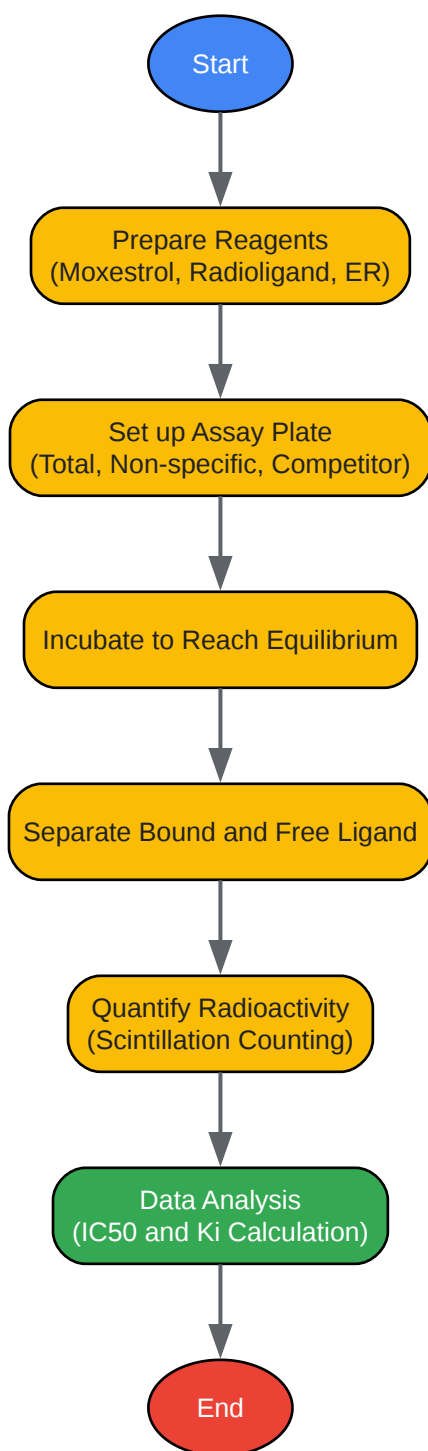 Start
Prepare Reagents
(Moxestrol, Radioligand, ER)
Set up Assay Plate
(Total, Non-specific, Competitor)
Incubate to Reach Equilibrium
Separate Bound and Free Ligand
Quantify Radioactivity
(Scintillation Counting)
Data Analysis
(IC50 and Ki Calculation)
End